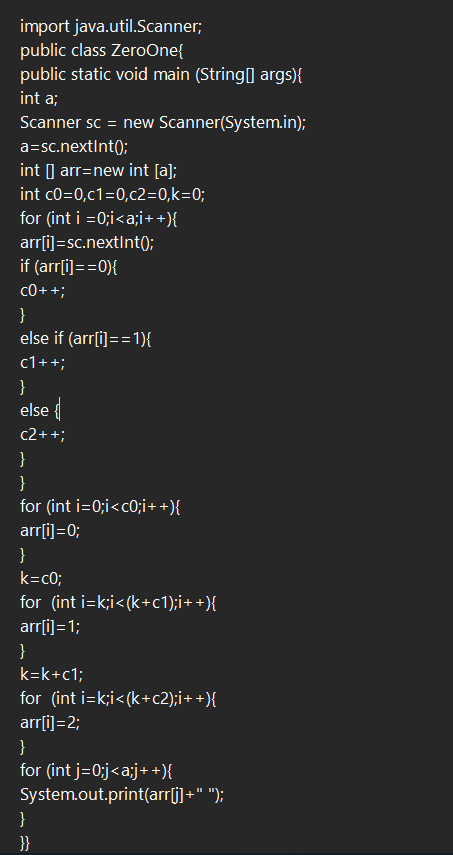 import java.util.Scanner;
public class ZeroOne{
public static void main (String[] args){
int a;
Scanner sc = new Scanner(System.in);
a=sc.nextInt();
int [] arr=new int [a];
int c0=0,c1=0,c2=0,k=0;
for (int i =0;i<a;i++){
arr[i]=sc.nextInt();
if (arr[i]==0){
c0++;
}
else if (arr[i]==1){
c1++;
}
else {
c2++;
}
}
for (int i=0;i<c0;i++){
arr[i]=0;
}
k=c0;
for  (int i=k;i<(k+c1);i++){
arr[i]=1;
}
k=k+c1;
for  (int i=k;i<(k+c2);i++){
arr[i]=2;
}
for (int j=0;j<a;j++){
System.out.print(arr[j]+" ");
}
}}